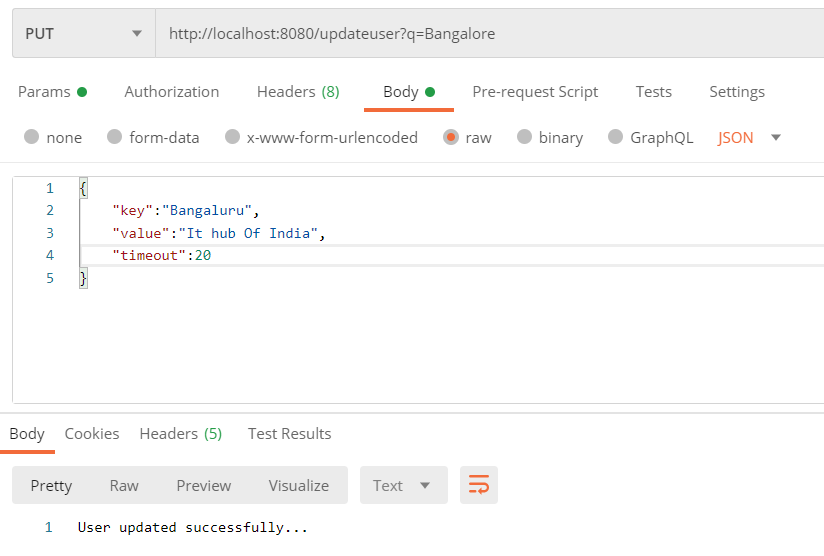 PUT http://localhost:8080/updateuser?q=Bangalore
Params Authorization Headers (8) Body Pre-request Script Tests Settings
none form-data x-www-form-urlencoded raw binary GraphQL JSON
1 {
2 "key":"Bangaluru",
3 "value":"It hub Of India",
4 "timeout":20
5 }
Body Cookies Headers (5) Test Results
Pretty Raw Preview Visualize Text
1 User updated successfully...